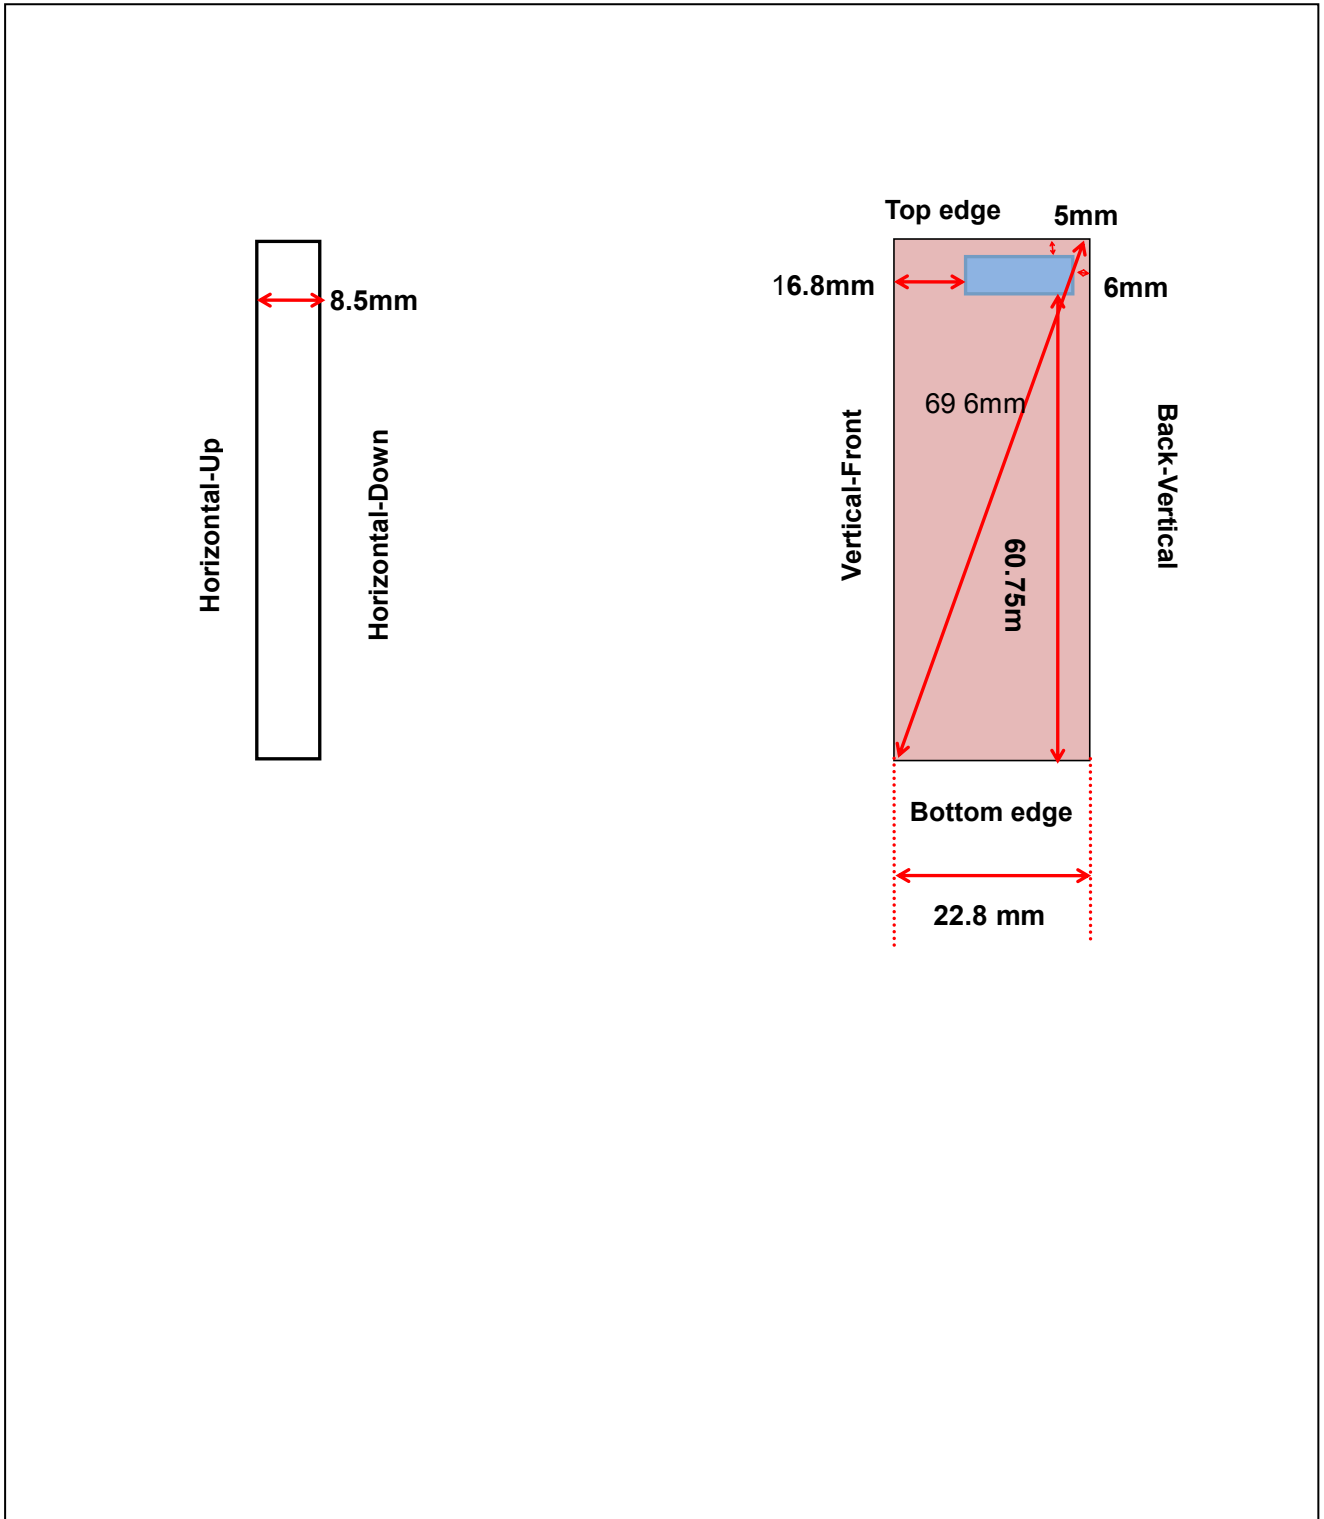 Top edge
5mm
16.8mm
6mm
8.5mm
69 6mm
Horizontal-Up
Horizontal-Down
Vertical-Front
60.75m
Back-Vertical
Bottom edge
22.8 mm